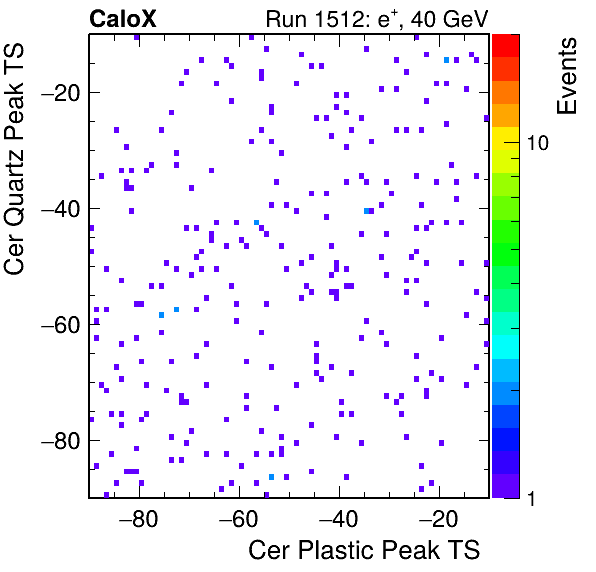 CaloX Run 1512: e⁺, 40 GeV
Cer Quartz Peak TS
Events
−20
−40
−60
−80
10
1
−80 −60 −40 −20
Cer Plastic Peak TS